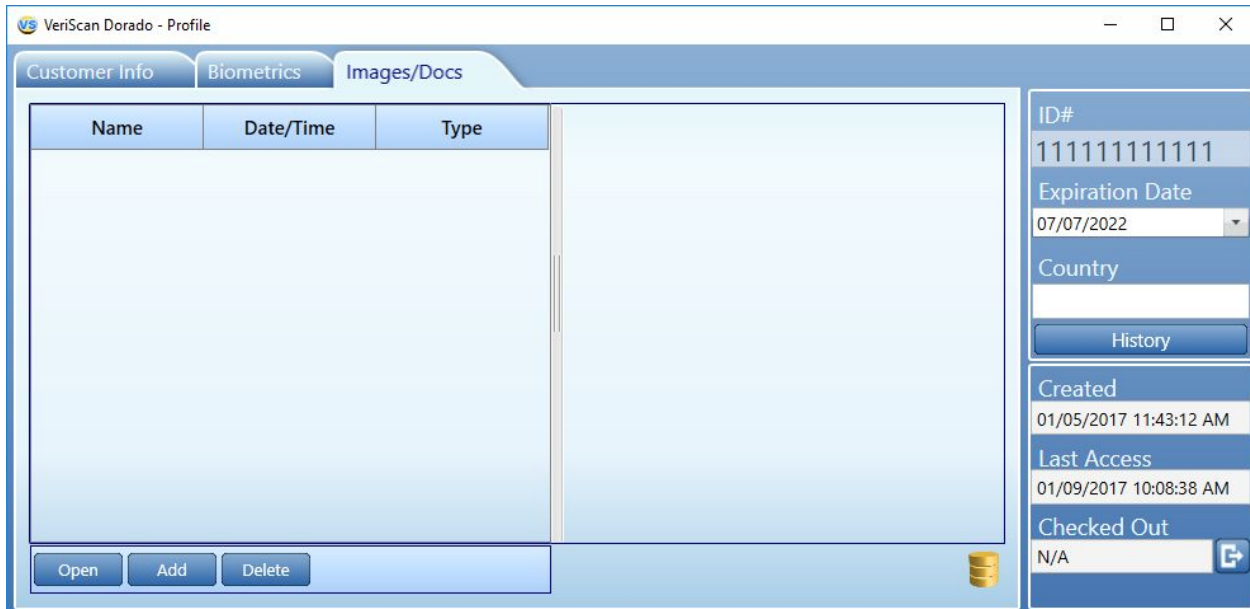 VS VeriScan Dorado - Profile
Customer Info Biometrics Images/Docs
Name Date/Time Type
Open Add Delete
ID#
111111111111
Expiration Date
07/07/2022
Country
History
Created
01/05/2017 11:43:12 AM
Last Access
01/09/2017 10:08:38 AM
Checked Out
N/A